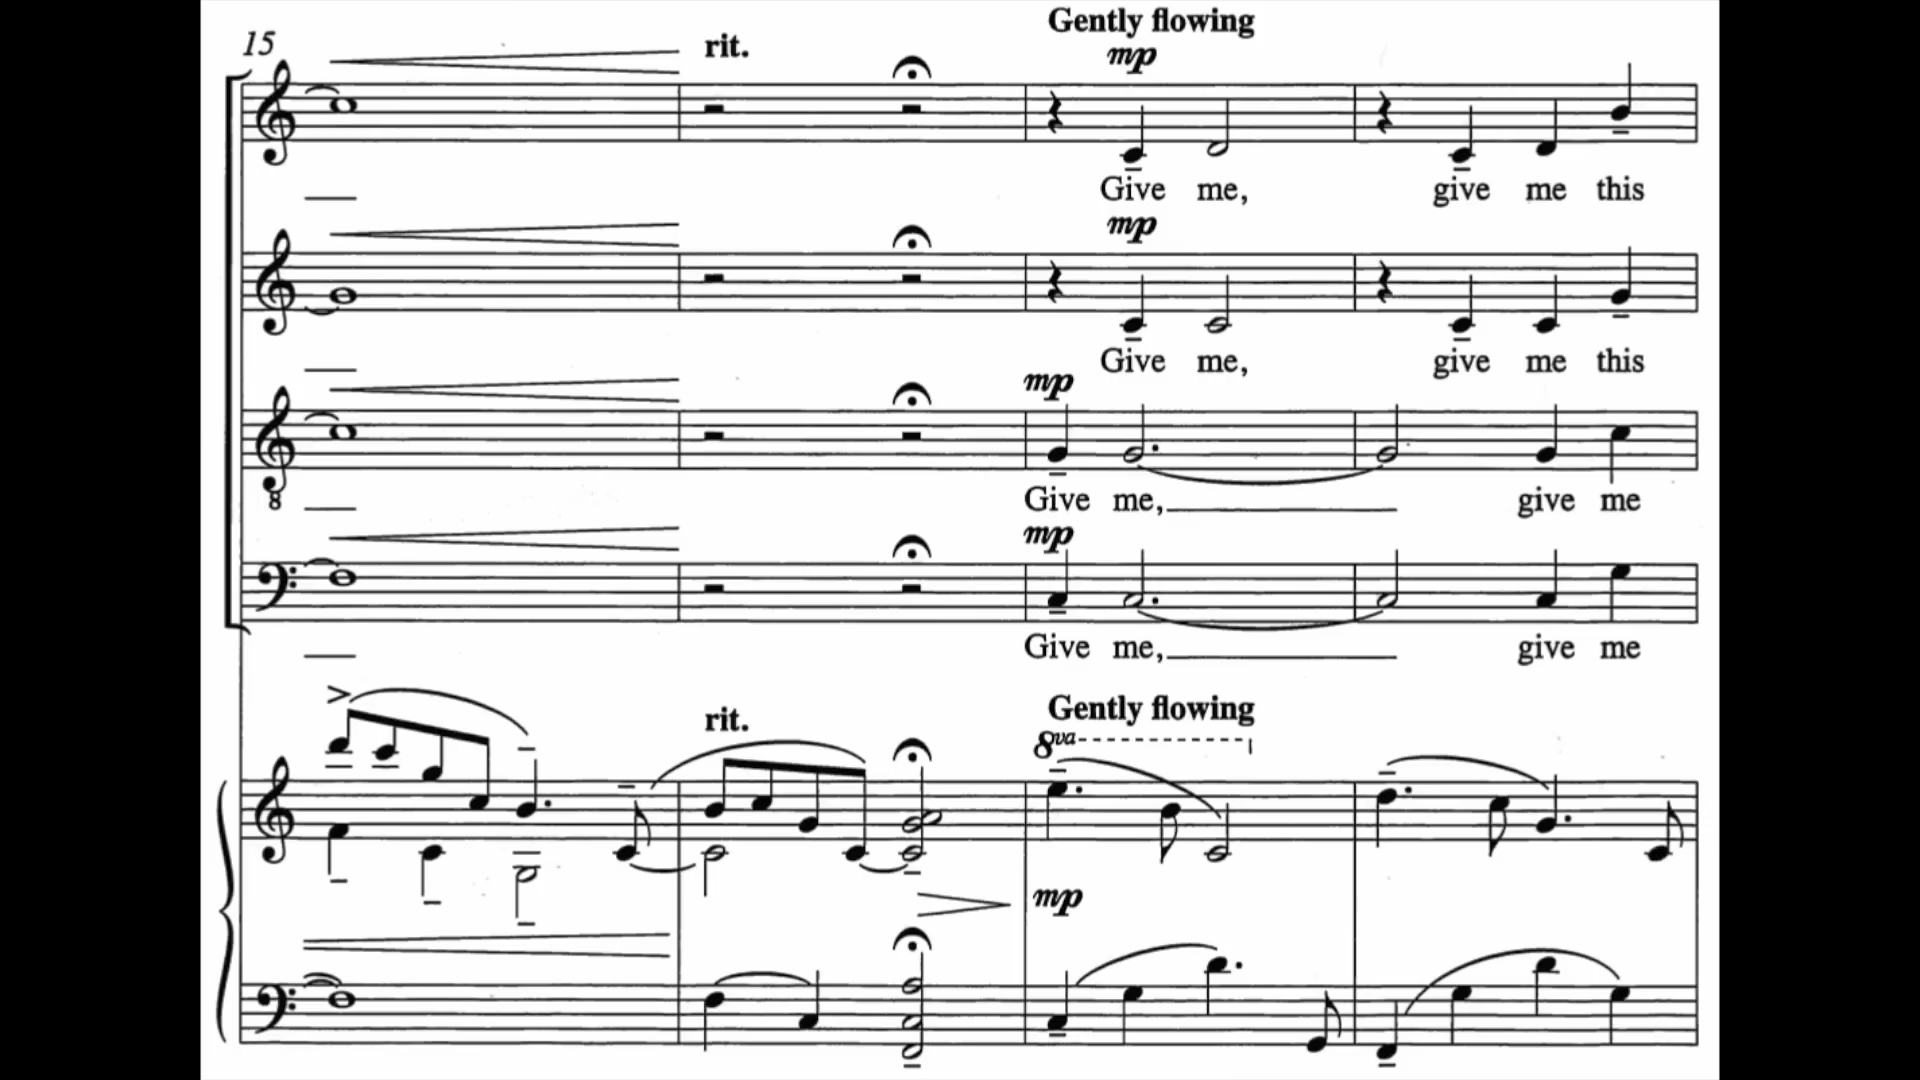 Gently flowing
15 rit. mp
Give me, give me this
mp
Give me, give me this
mp
8 Give me, give me
mp
Give me, give me
rit. Gently flowing
8va
mp